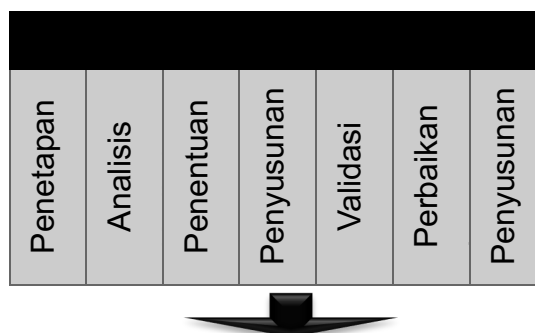 Penetapan
Analisis
Penentuan
Penyusunan
Validasi
Perbaikan
Penyusunan